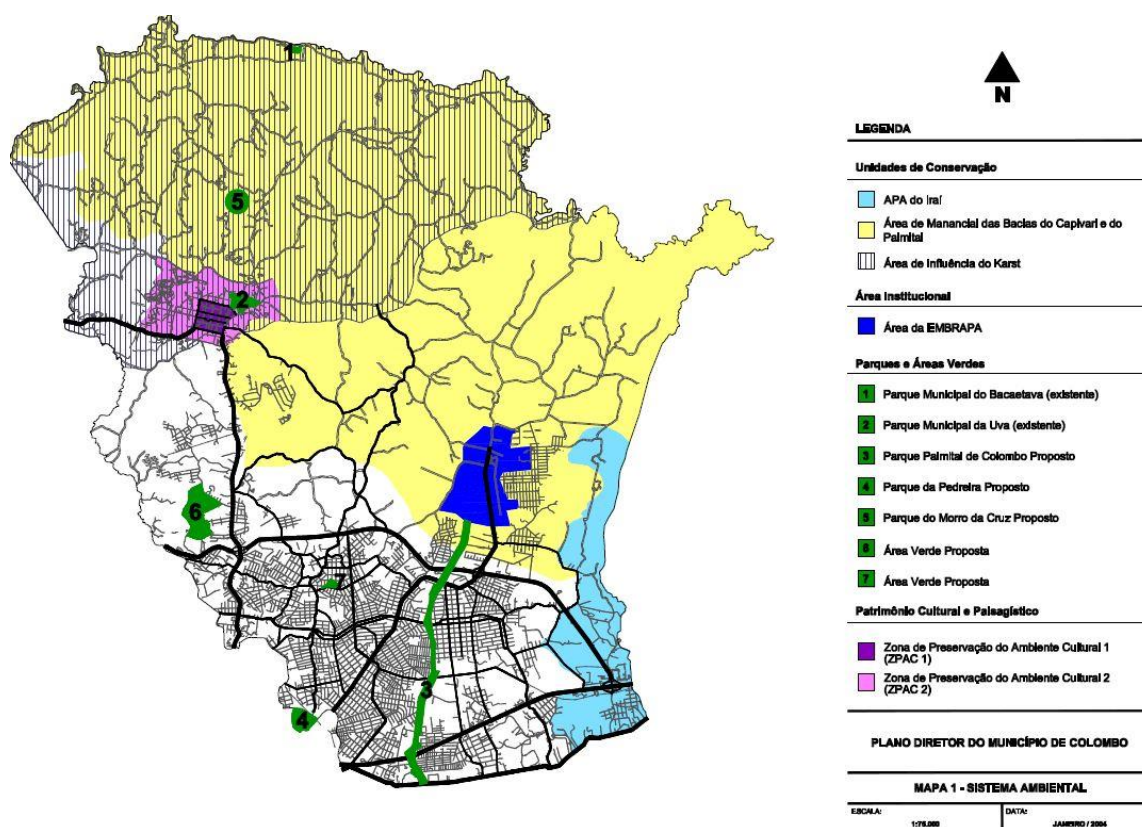 1
5
2
6
7
3
4
N
LEGENDA
Unidades de Conservação
APA do Iraí
Área de Manancial das Bacias do Capivari e do
Palmital
Área de Influência do Karst
Área Institucional
Área da EMBRAPA
Parques e Áreas Verdes
1 Parque Municipal do Bacaetava (existente)
2 Parque Municipal da Uva (existente)
3 Parque Palmital de Colombo Proposto
4 Parque da Pedreira Proposto
5 Parque do Morro da Cruz Proposto
6 Área Verde Proposta
7 Área Verde Proposta
Patrimônio Cultural e Paisagístico
Zona de Preservação do Ambiente Cultural 1
(ZPAC 1)
Zona de Preservação do Ambiente Cultural 2
(ZPAC 2)
PLANO DIRETOR DO MUNICÍPIO DE COLOMBO
MAPA 1 - SISTEMA AMBIENTAL
ESCALA: DATA:
1:75.000 JANEIRO / 2004